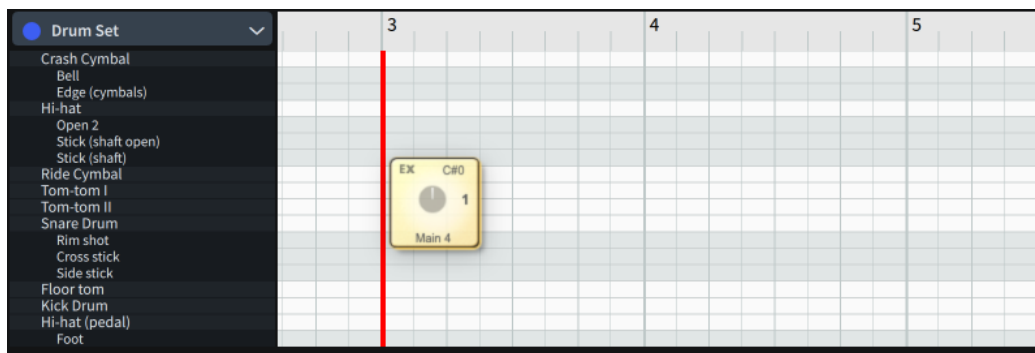 Drum Set
3 4 5
Crash Cymbal
Bell
Edge (cymbals)
Hi-hat
Open 2
Stick (shaft open)
Stick (shaft)
Ride Cymbal
Tom-tom I
Tom-tom II
Snare Drum
Rim shot
Cross stick
Side stick
Floor tom
Kick Drum
Hi-hat (pedal)
Foot
EX C#0
1
Main 4